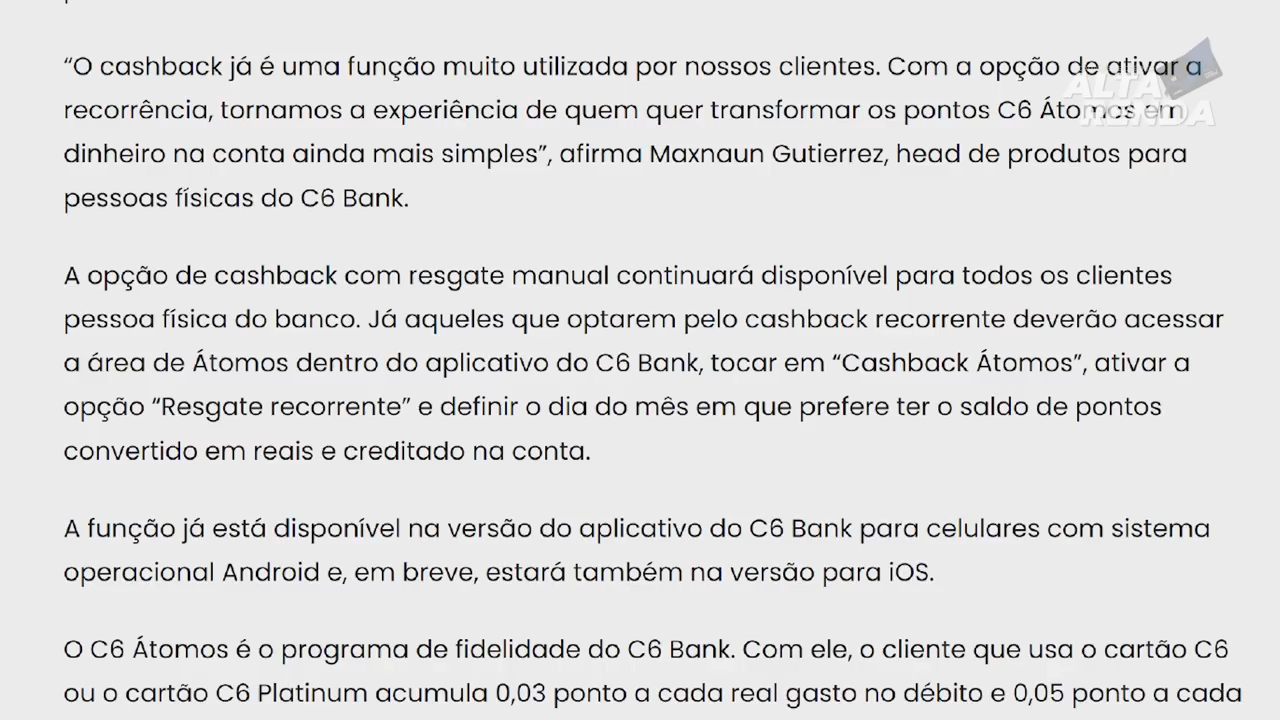 “O cashback já é uma função muito utilizada por nossos clientes. Com a opção de ativar a
recorrência, tornamos a experiência de quem quer transformar os pontos C6 Átomos em
dinheiro na conta ainda mais simples”, afirma Maxnaun Gutierrez, head de produtos para
pessoas físicas do C6 Bank.
A opção de cashback com resgate manual continuará disponível para todos os clientes
pessoa física do banco. Já aqueles que optarem pelo cashback recorrente deverão acessar
a área de Átomos dentro do aplicativo do C6 Bank, tocar em “Cashback Átomos”, ativar a
opção “Resgate recorrente” e definir o dia do mês em que prefere ter o saldo de pontos
convertido em reais e creditado na conta.
A função já está disponível na versão do aplicativo do C6 Bank para celulares com sistema
operacional Android e, em breve, estará também na versão para iOS.
O C6 Átomos é o programa de fidelidade do C6 Bank. Com ele, o cliente que usa o cartão C6
ou o cartão C6 Platinum acumula 0,03 ponto a cada real gasto no débito e 0,05 ponto a cada
ALTA
RENDA